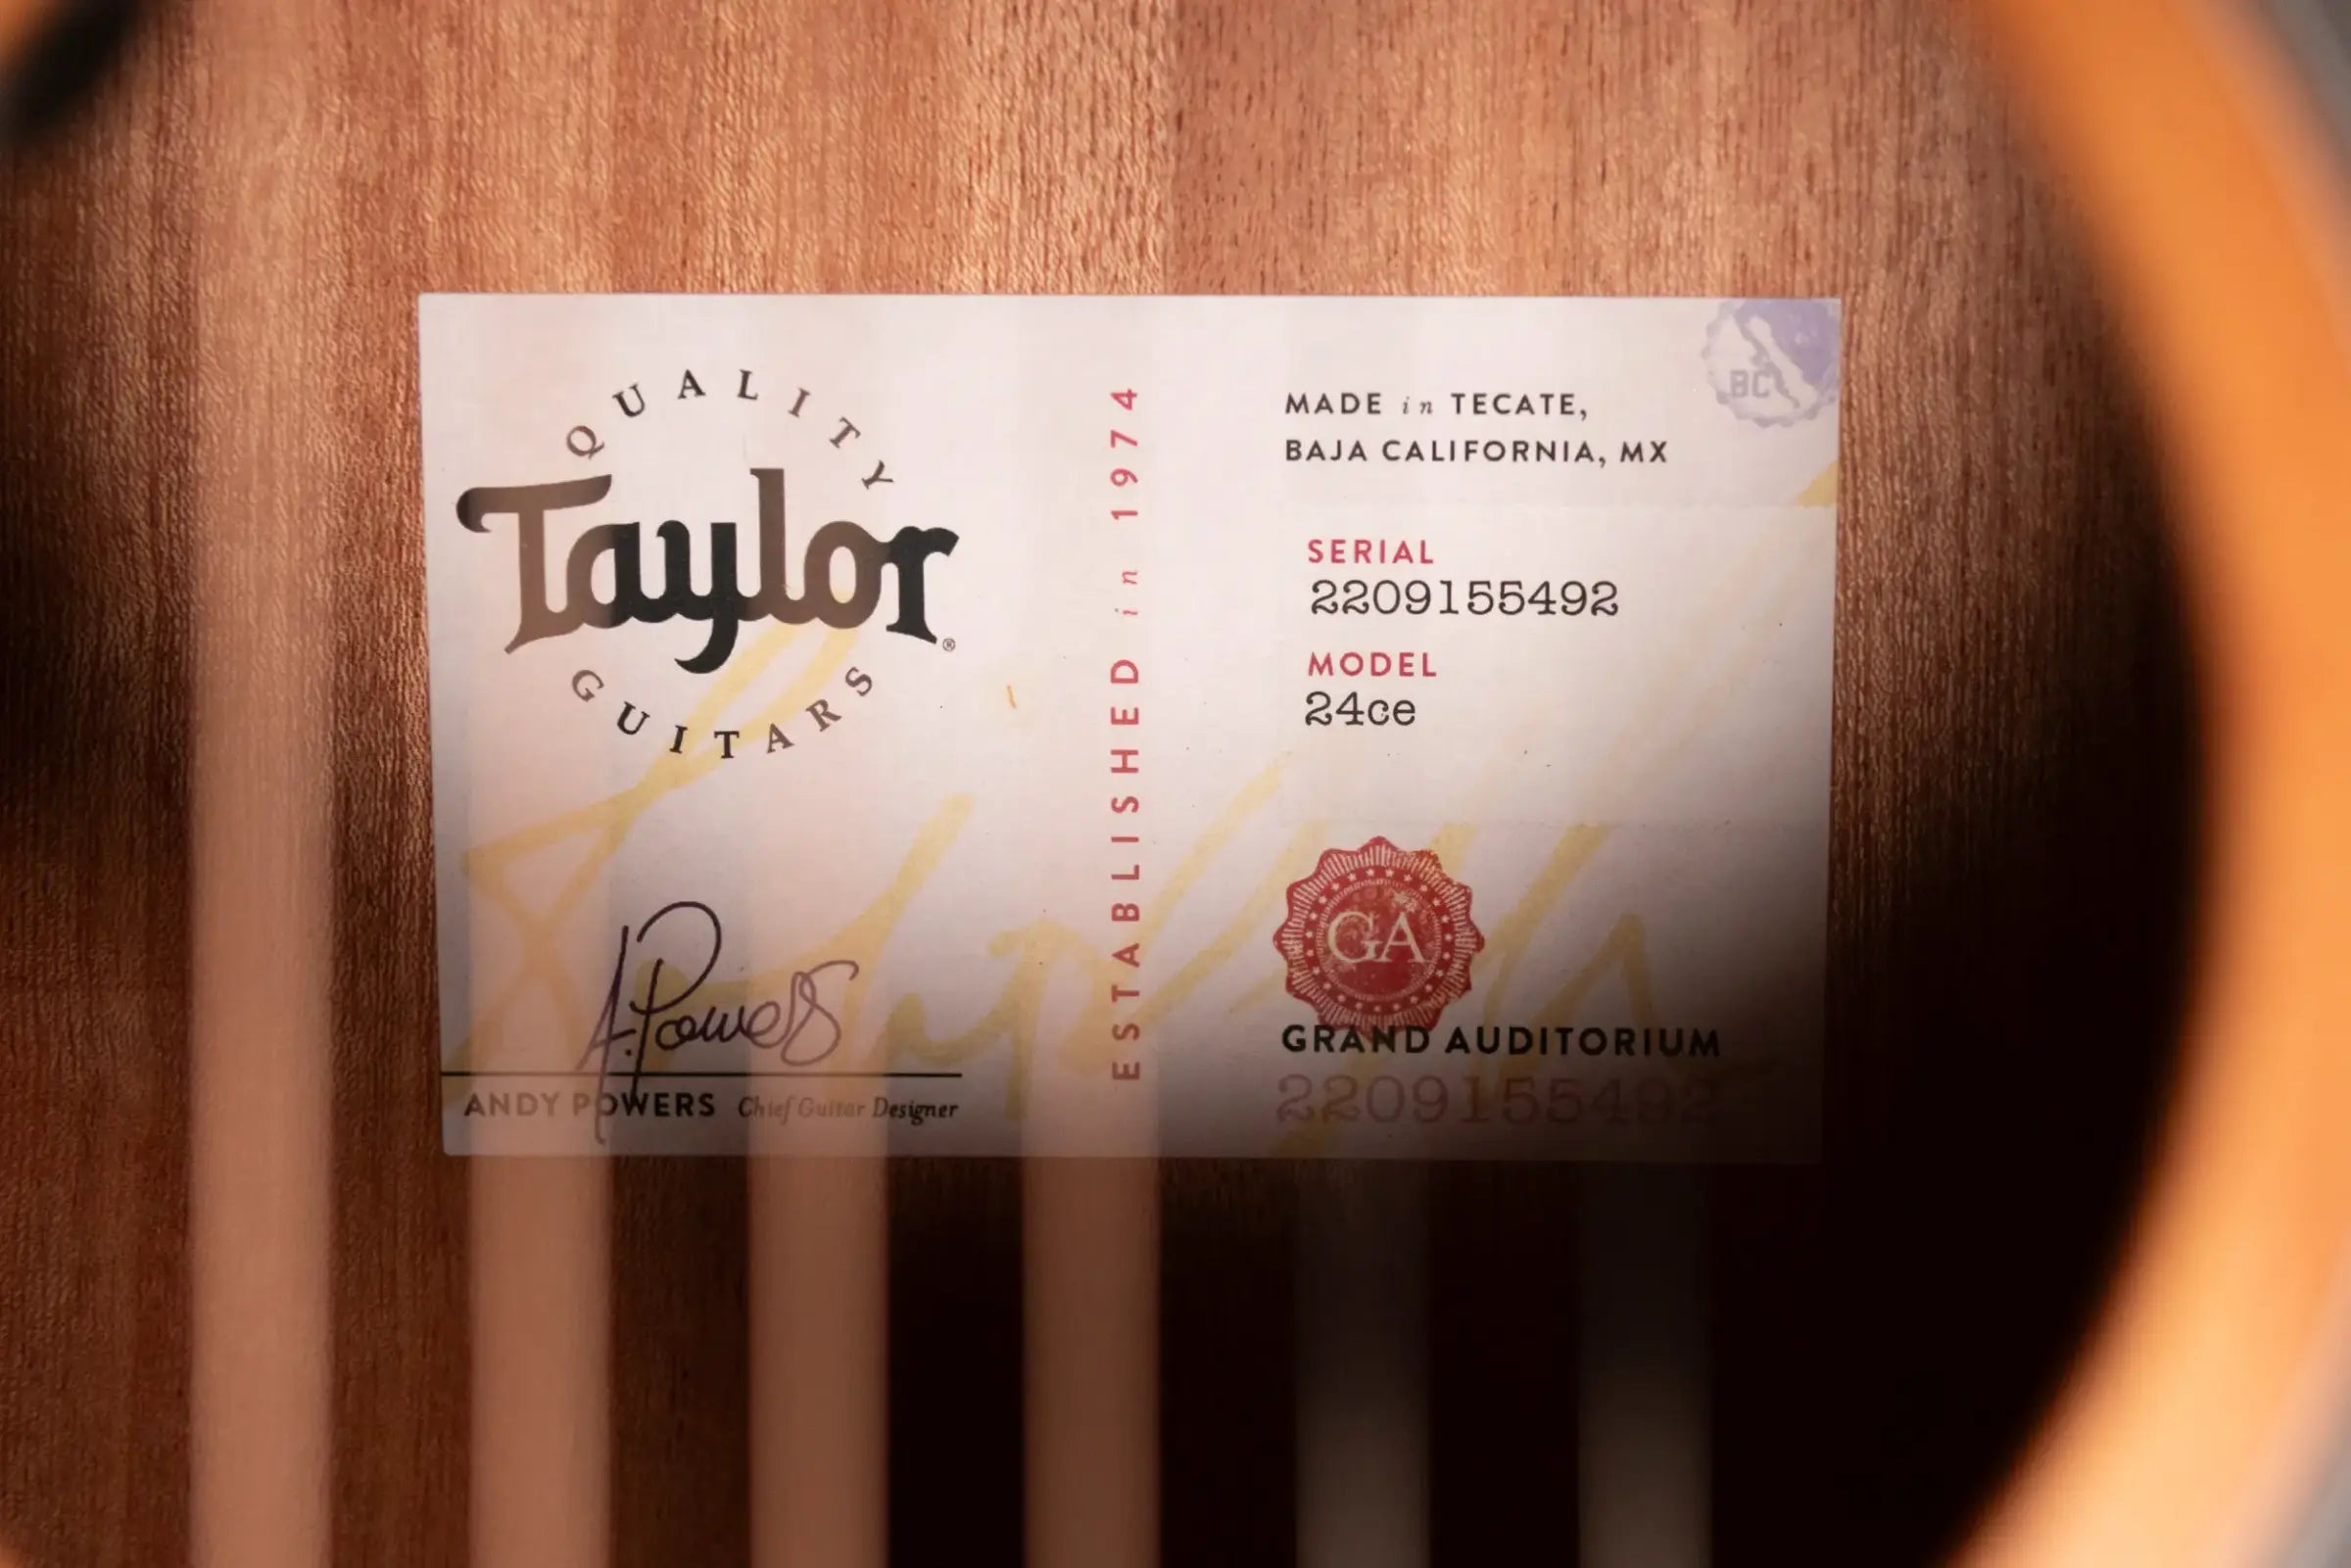 QUALITY
Taylor®
GUITARS
A. Powers
ANDY POWERS Chief Guitar Designer
ESTABLISHED in 1974
MADE in TECATE,
BAJA CALIFORNIA, MX
BC
SERIAL
2209155492
MODEL
24ce
GA
GRAND AUDITORIUM
2209155492